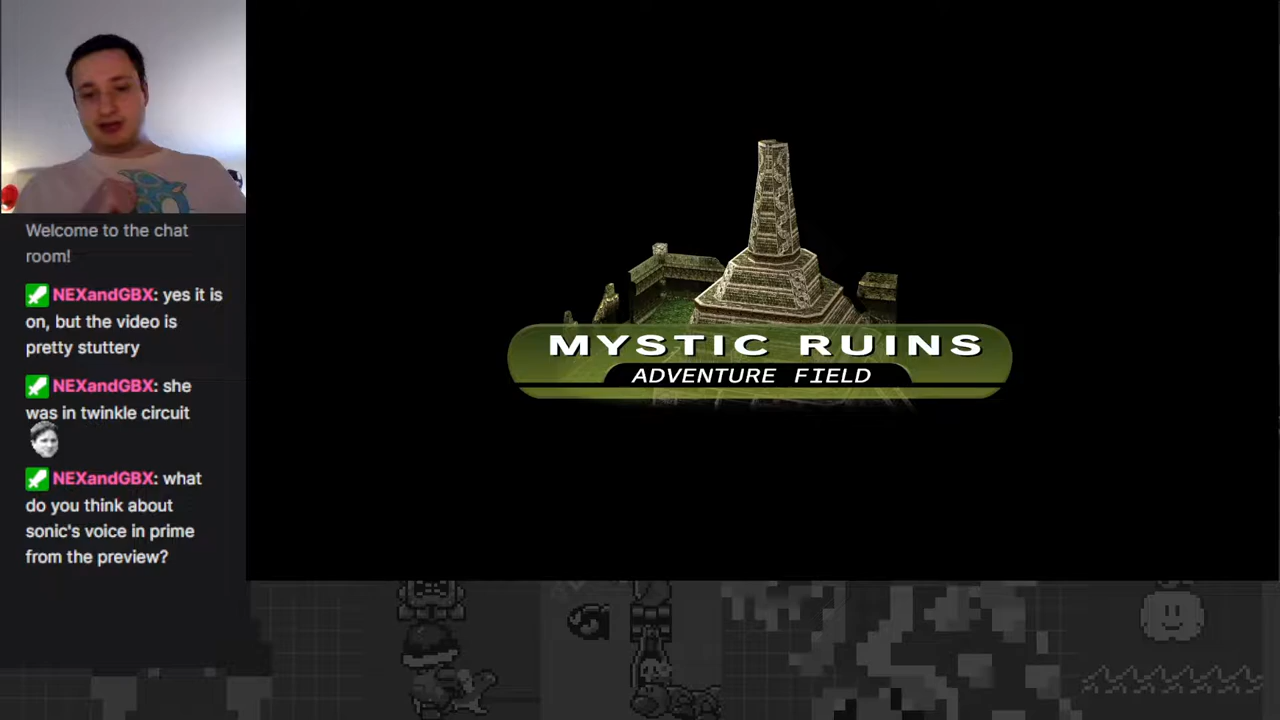 Welcome to the chat
room!
NEXandGBX: yes it is
on, but the video is
pretty stuttery
NEXandGBX: she
was in twinkle circuit
NEXandGBX: what
do you think about
sonic's voice in prime
from the preview?
MYSTIC RUINS
ADVENTURE FIELD